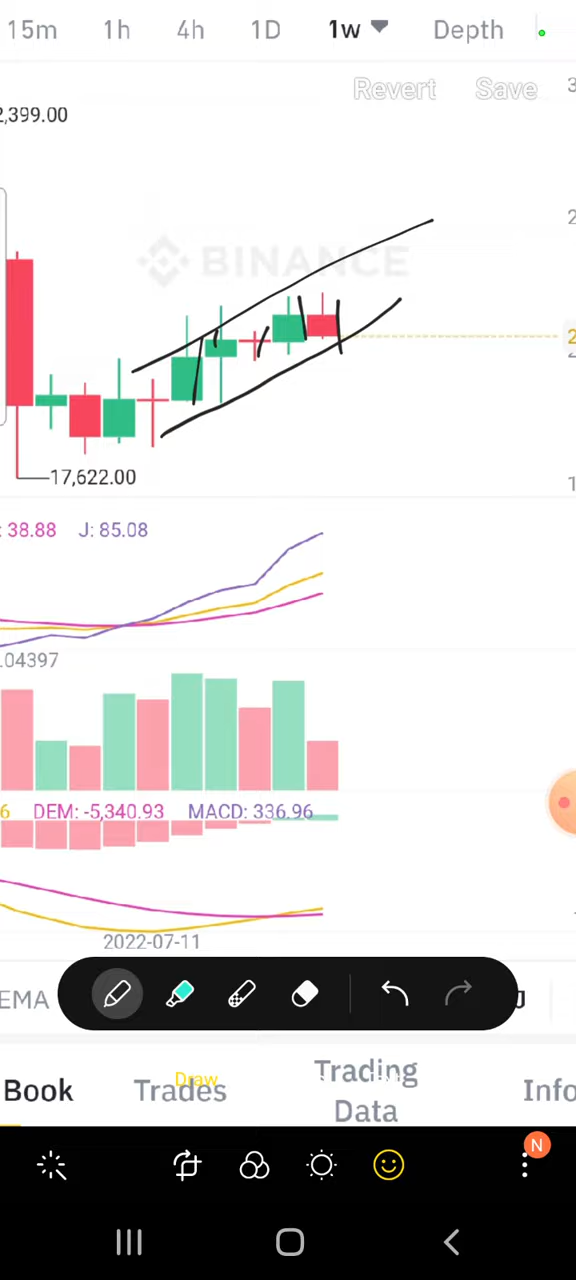 15m 1h 4h 1D 1w Depth
Revert Save
2,399.00
BINANCE
17,622.00
: 38.88 J: 85.08
.04397
6 DEM: -5,340.93 MACD: 336.96
2022-07-11
EMA J
Book Trades Trading Data Info
Draw
N